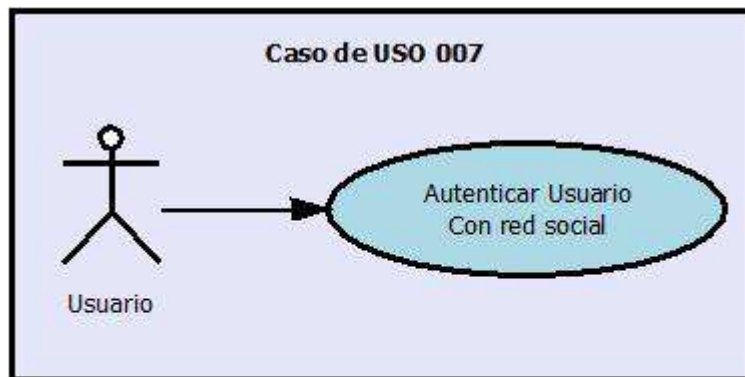 Caso de USO 007
Autenticar Usuario
Con red social
Usuario